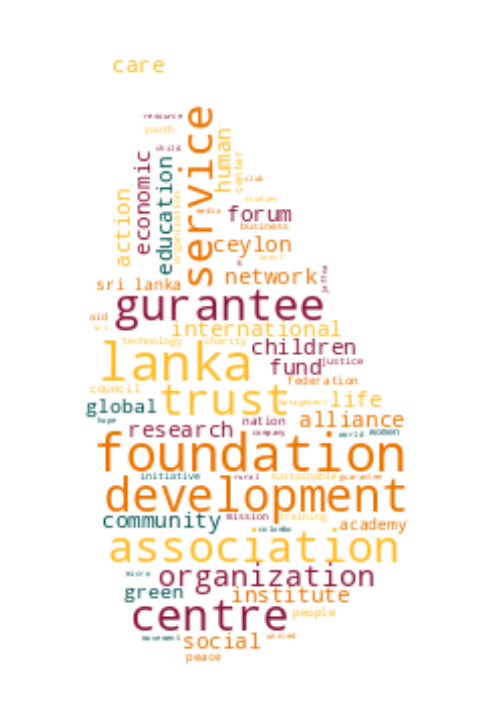 care
resource
youth
child
service
human
economic
education
center
club
action
organisation
studies
media
forum
business
ceylon
tamil
network
jaffna
sri lanka
gurantee
aid
sri
international
technology
charity
children
lanka
fund
justice
federation
council
trust
management
life
global
hope
research
nation
company
alliance
world
women
foundation
initiative
rural
sustainable
guarantee
development
community
mission
training
colombo
academy
association
micro
organization
green
institute
centre
people
movement
social
united
peace